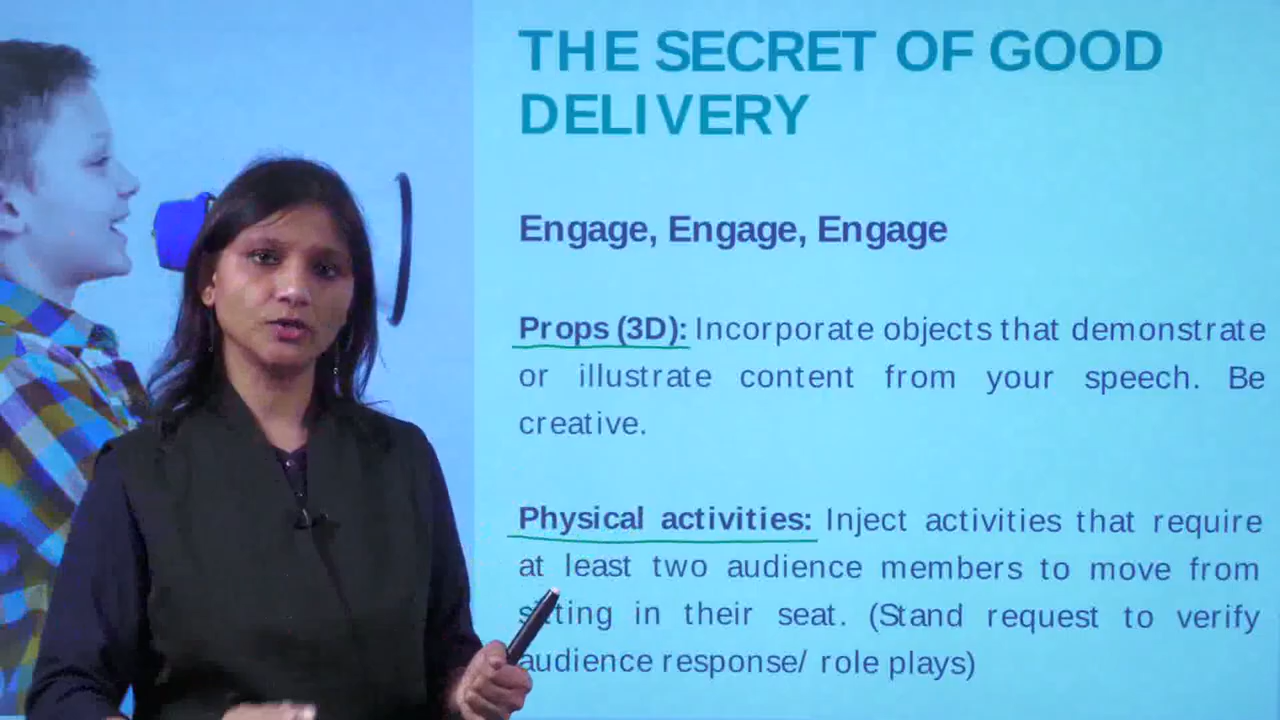 THE SECRET OF GOOD
DELIVERY
Engage, Engage, Engage
Props (3D): Incorporate objects that demonstrate
or illustrate content from your speech. Be
creative.
Physical activities: Inject activities that require
at least two audience members to move from
sitting in their seat. (Stand request to verify
audience response/ role plays)